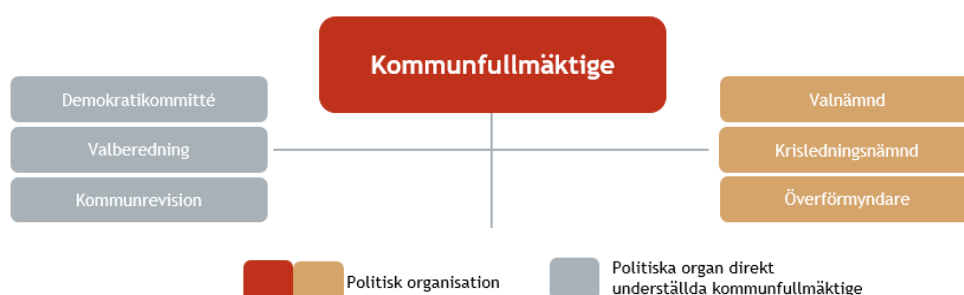 Kommunfullmäktige
Demokratikommitté
Valberedning
Kommunrevision
Valnämnd
Krisledningsnämnd
Överförmyndare
Politisk organisation
Politiska organ direkt
underställda kommunfullmäktige